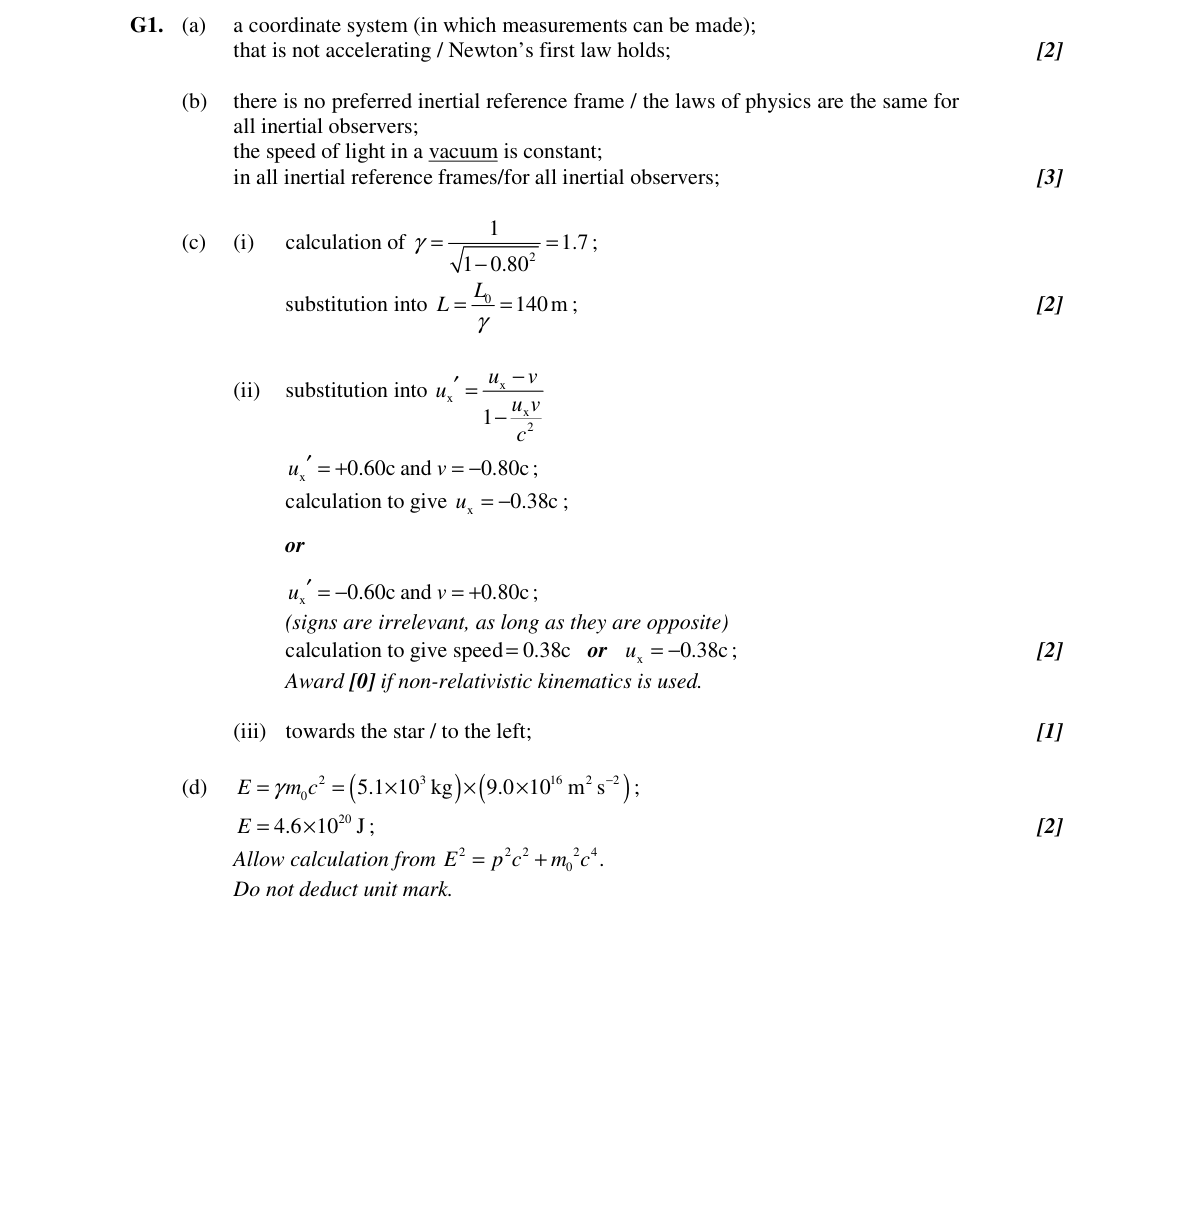 G1. (a) a coordinate system (in which measurements can be made);
that is not accelerating / Newton's first law holds; [2]
(b) there is no preferred inertial reference frame / the laws of physics are the same for
all inertial observers;
the speed of light in a vacuum is constant;
in all inertial reference frames/for all inertial observers; [3]
(c) (i) calculation of γ = 1/√(1−0.80²) = 1.7 ;
substitution into L = L₀/γ = 140 m ; [2]
(ii) substitution into uₓ′ = (uₓ − v)/(1 − uₓv/c²)
uₓ′ = +0.60c and v = −0.80c ;
calculation to give uₓ = −0.38c ;
or
uₓ′ = −0.60c and v = +0.80c ;
(signs are irrelevant, as long as they are opposite)
calculation to give speed = 0.38c or uₓ = −0.38c ; [2]
Award [0] if non-relativistic kinematics is used.
(iii) towards the star / to the left; [1]
(d) E = γm₀c² = (5.1×10³ kg)×(9.0×10¹⁶ m² s⁻²) ;
E = 4.6×10²⁰ J ; [2]
Allow calculation from E² = p²c² + m₀²c⁴ .
Do not deduct unit mark.